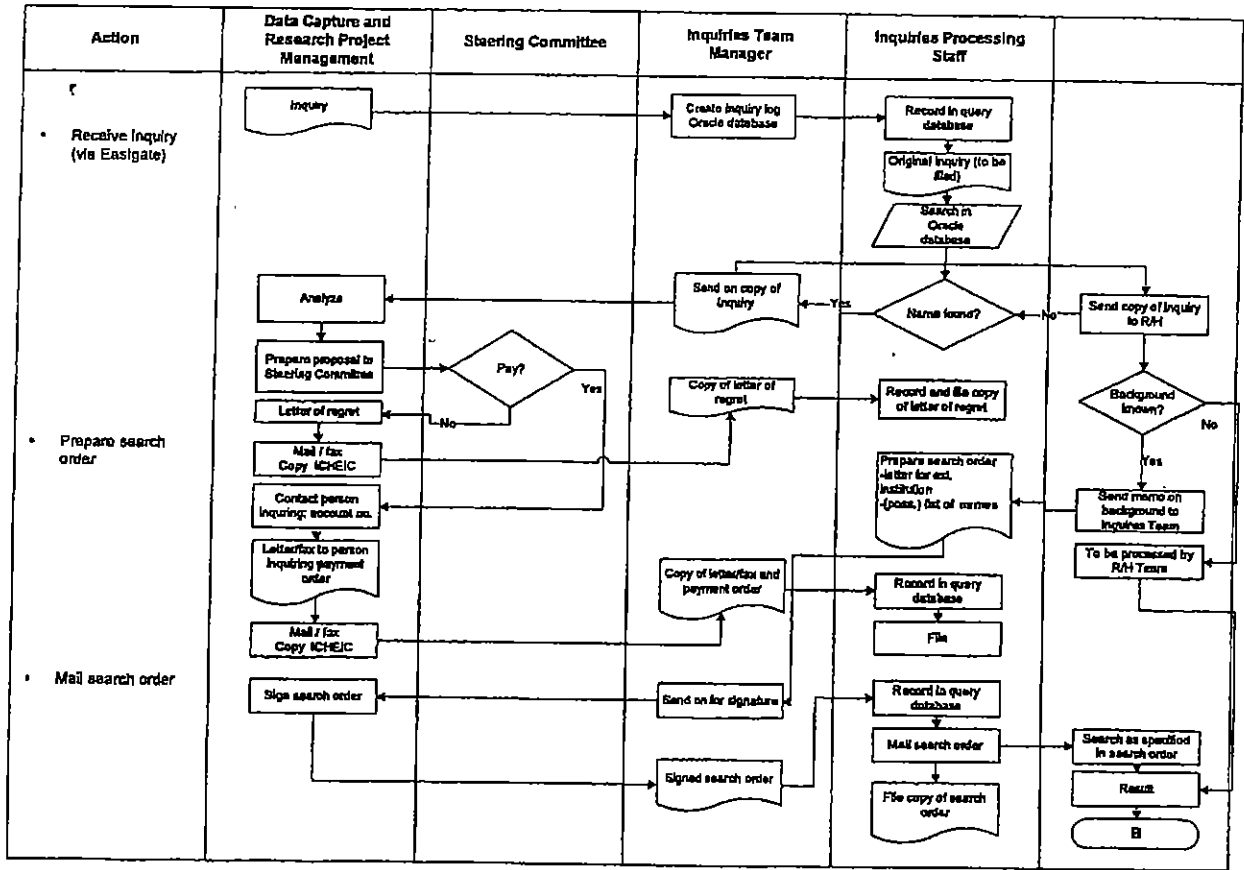 Action
Data Capture and
Research Project
Management
Steering Committee
Inquiries Team
Manager
Inquiries Processing
Staff
• Receive inquiry
(via Eastgate)
Inquiry
Create inquiry log
Oracle database
Record in query
database
Original inquiry (to be
filed)
Search in
Oracle
database
Analyze
Send on copy of
inquiry
Yes
Name found?
No
Send copy of inquiry
to R/H
Prepare proposal to
Steering Committee
Pay?
Yes
No
Letter of regret
Copy of letter of
regret
Record and file copy
of letter of regret
Background
known?
No
Yes
• Prepare search
order
Mail / fax
Copy ICHEIC
Prepare search order
-letter for ext.
institution
-(poss.) list of names
Contact person
inquiring: account no.
Send memo on
background to
Inquires Team
Letter/fax to person
inquiring payment
order
To be processed by
R/H Team
Copy of letter/fax and
payment order
Record in query
database
File
Mail / fax
Copy ICHEIC
• Mail search order
Sign search order
Send on for signature
Record in query
database
Mail search order
Search as specified
in search order
Signed search order
Result
File copy of search
order